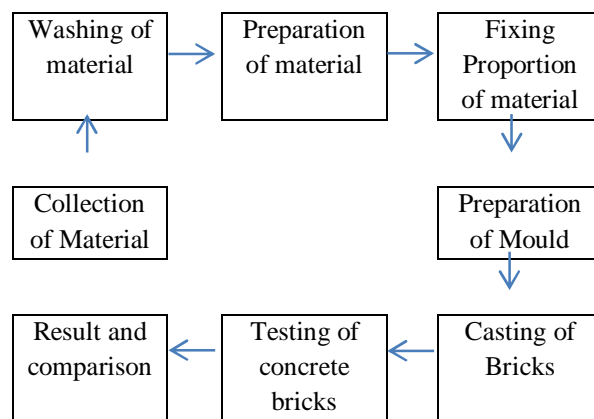 Washing of
material
Preparation
of material
Fixing
Proportion
of material
Collection
of Material
Preparation
of Mould
Result and
comparison
Testing of
concrete
bricks
Casting of
Bricks